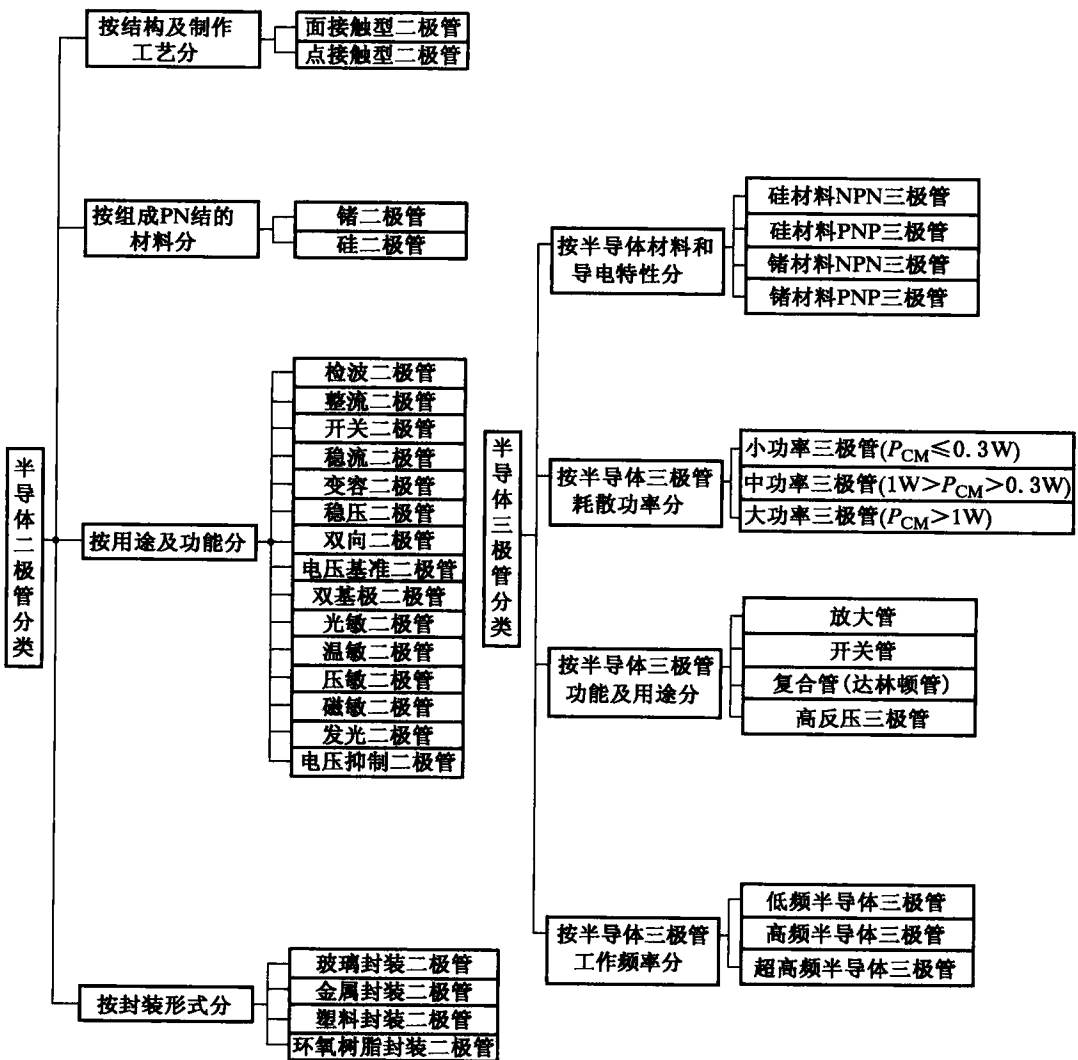 半导体二极管分类
按结构及制作
工艺分
面接触型二极管
点接触型二极管
按组成PN结的
材料分
锗二极管
硅二极管
按用途及功能分
检波二极管
整流二极管
开关二极管
稳流二极管
变容二极管
稳压二极管
双向二极管
电压基准二极管
双基极二极管
光敏二极管
温敏二极管
压敏二极管
磁敏二极管
发光二极管
电压抑制二极管
按封装形式分
玻璃封装二极管
金属封装二极管
塑料封装二极管
环氧树脂封装二极管
半导体三极管分类
按半导体材料和
导电特性分
硅材料NPN三极管
硅材料PNP三极管
锗材料NPN三极管
锗材料PNP三极管
按半导体三极管
耗散功率分
小功率三极管(PCM≤0.3W)
中功率三极管(1W>PCM>0.3W)
大功率三极管(PCM>1W)
按半导体三极管
功能及用途分
放大管
开关管
复合管(达林顿管)
高反压三极管
按半导体三极管
工作频率分
低频半导体三极管
高频半导体三极管
超高频半导体三极管